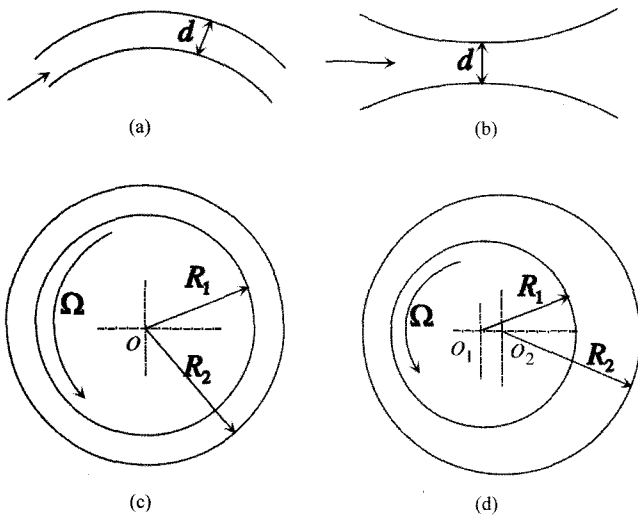 d
(a)
d
(b)
Ω
R₁
O
R₂
(c)
Ω
R₁
O₁
O₂
R₂
(d)